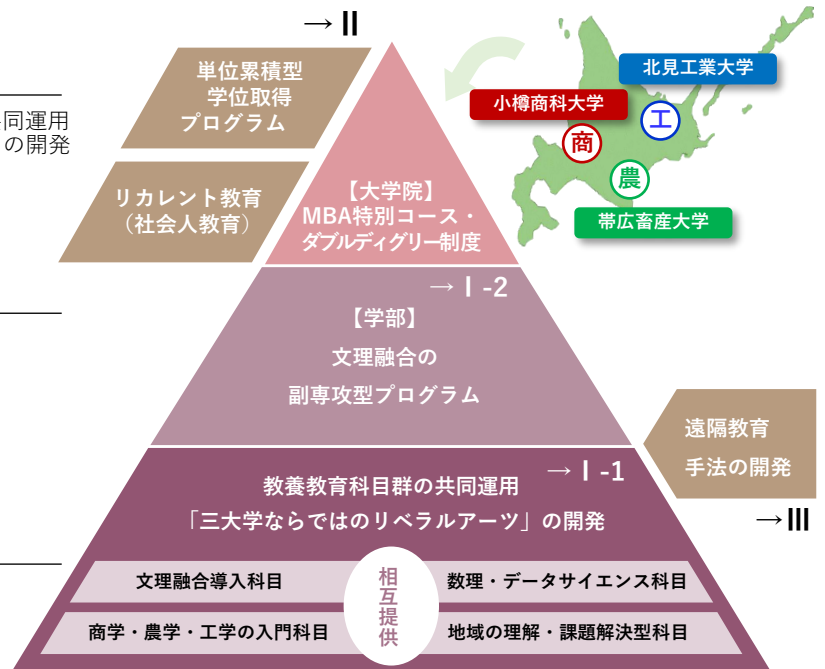 → II
単位累積型
学位取得
プログラム
北見工業大学
小樽商科大学
工
商
農
帯広畜産大学
同運用
の開発
リカレント教育
（社会人教育）
【大学院】
MBA特別コース・
ダブルディグリー制度
→ I -2
【学部】
文理融合の
副専攻型プログラム
遠隔教育
手法の開発
→ III
→ I -1
教養教育科目群の共同運用
「三大学ならではのリベラルアーツ」の開発
文理融合導入科目
相互提供
数理・データサイエンス科目
商学・農学・工学の入門科目
地域の理解・課題解決型科目